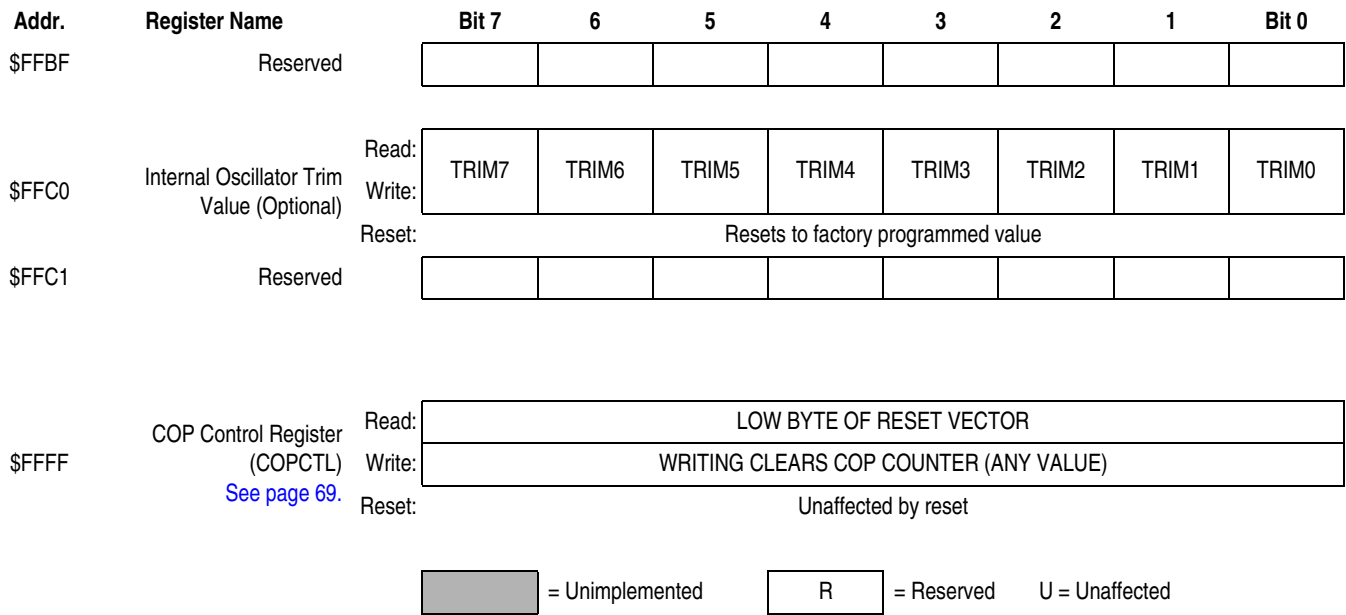 Addr. Register Name Bit 7 6 5 4 3 2 1 Bit 0
$FFBF Reserved
$FFC0 Internal Oscillator Trim Value (Optional) Read: Write: TRIM7 TRIM6 TRIM5 TRIM4 TRIM3 TRIM2 TRIM1 TRIM0
Reset: Resets to factory programmed value
$FFC1 Reserved
$FFFF COP Control Register (COPCTL) See page 69. Read: LOW BYTE OF RESET VECTOR
Write: WRITING CLEARS COP COUNTER (ANY VALUE)
Reset: Unaffected by reset
= Unimplemented R = Reserved U = Unaffected